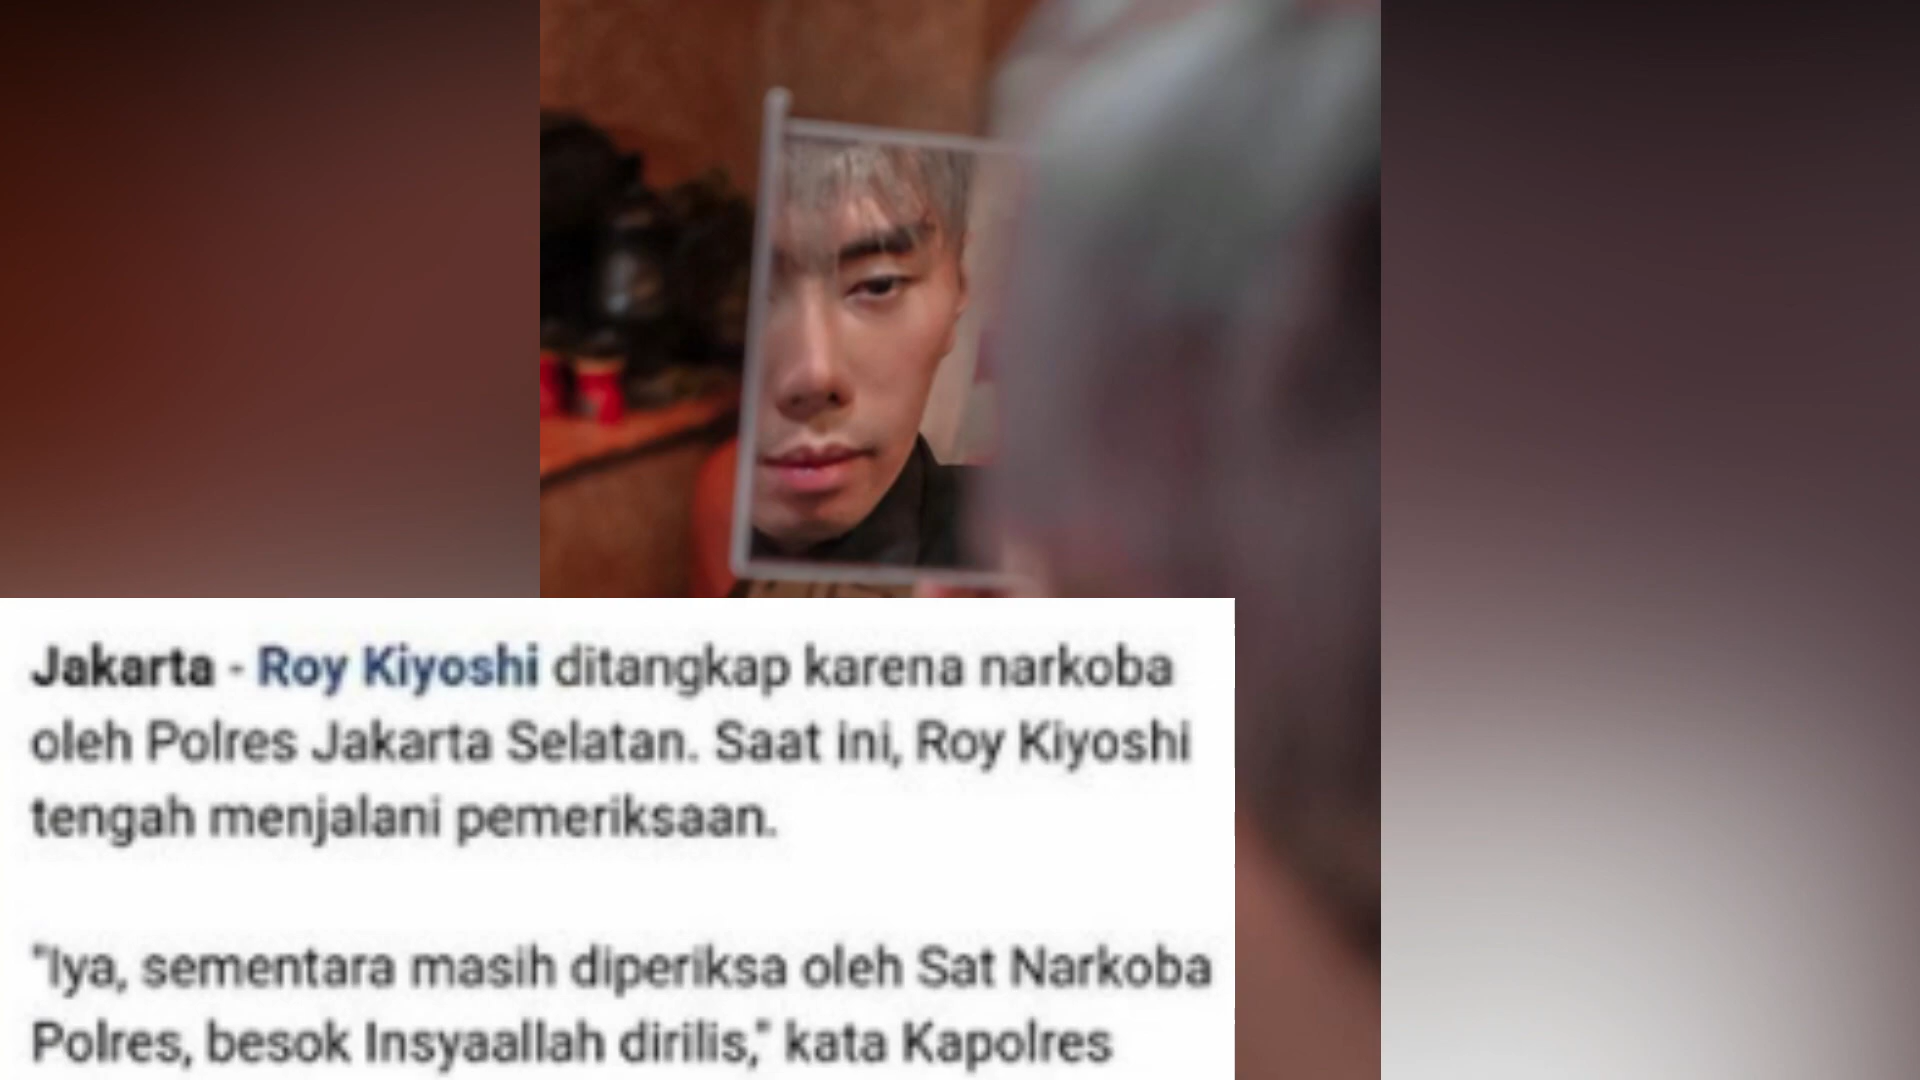 Jakarta - Roy Kiyoshi ditangkap karena narkoba
oleh Polres Jakarta Selatan. Saat ini, Roy Kiyoshi
tengah menjalani pemeriksaan.
"Iya, sementara masih diperiksa oleh Sat Narkoba
Polres, besok Insyaallah dirilis," kata Kapolres